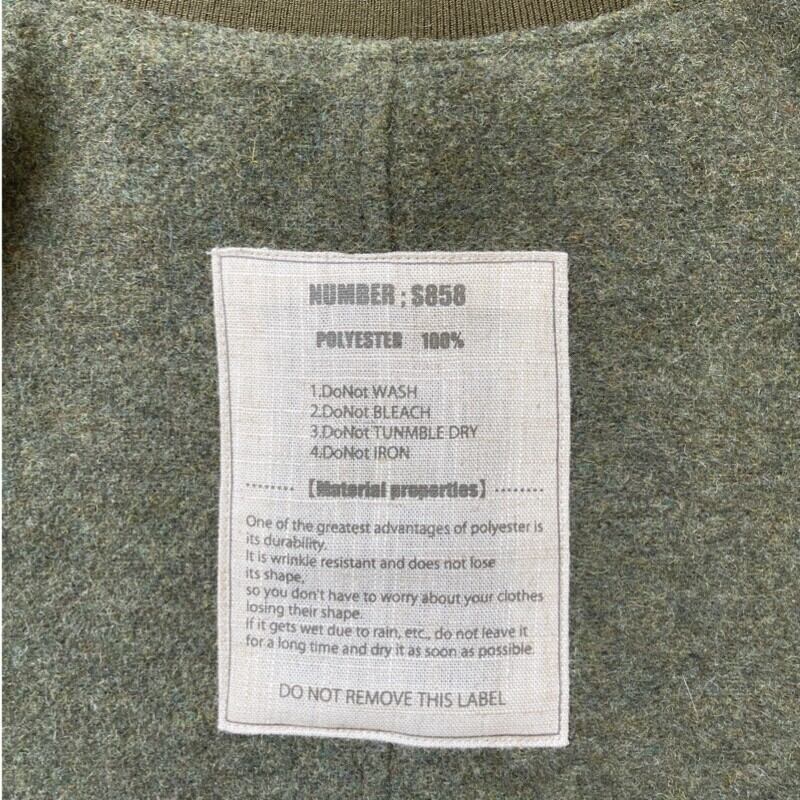 NUMBER ; S858
POLYESTER 100%
1.DoNot WASH
2.DoNot BLEACH
3.DoNot TUNMBLE DRY
4.DoNot IRON
【Material properties】
One of the greatest advantages of polyester is
its durability.
It is wrinkle resistant and does not lose
its shape,
so you don't have to worry about your clothes
losing their shape.
If it gets wet due to rain, etc., do not leave it
for a long time and dry it as soon as possible.
DO NOT REMOVE THIS LABEL